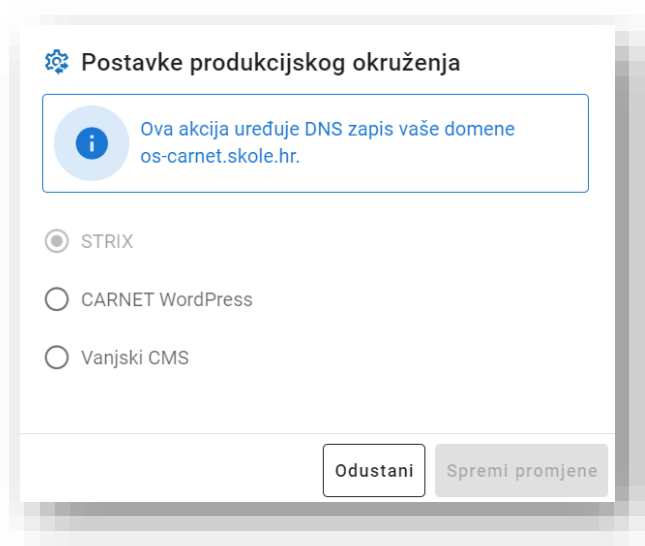 Postavke produkcijskog okruženja
Ova akcija uređuje DNS zapis vaše domene
os-carnet.skole.hr.
STRIX
CARNET WordPress
Vanjski CMS
Odustani
Spremi promjene